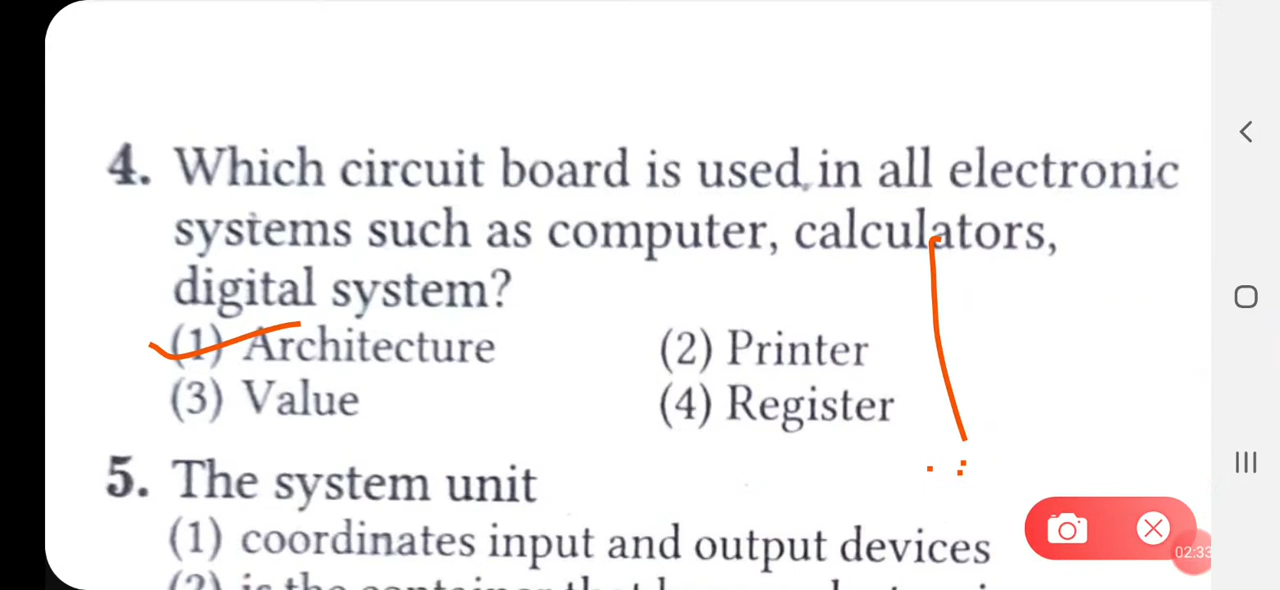 4. Which circuit board is used in all electronic
systems such as computer, calculators,
digital system?
(1) Architecture (2) Printer
(3) Value (4) Register
5. The system unit
(1) coordinates input and output devices
02:33